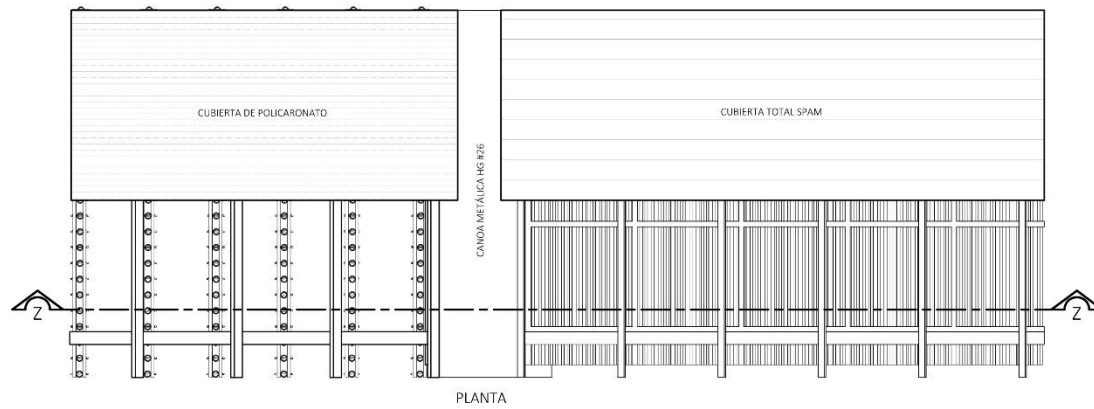 CUBIERTA DE POLICARONATO
CUBIERTA TOTAL SPAM
CANOA METÁLICA HG #26
Z
Z
PLANTA